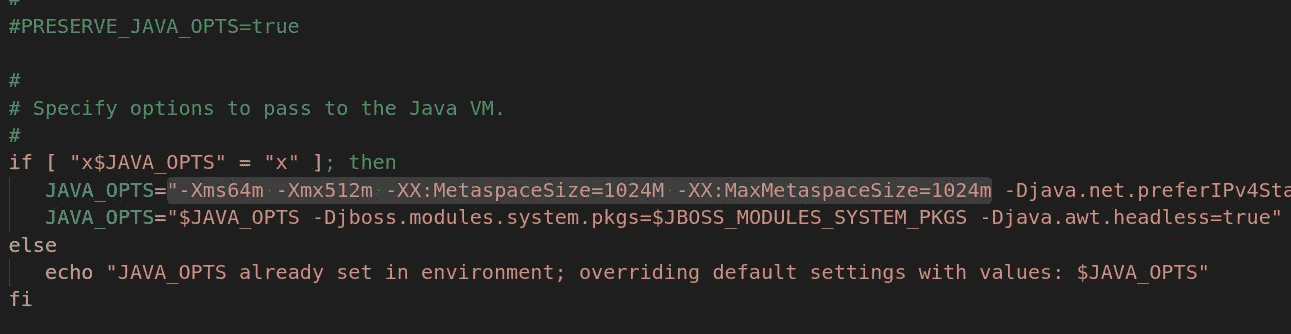 #
#PRESERVE_JAVA_OPTS=true
#
# Specify options to pass to the Java VM.
#
if [ "x$JAVA_OPTS" = "x" ]; then
JAVA_OPTS="-Xms64m -Xmx512m -XX:MetaspaceSize=1024M -XX:MaxMetaspaceSize=1024m -Djava.net.preferIPv4Sta
JAVA_OPTS="$JAVA_OPTS -Djboss.modules.system.pkgs=$JBOSS_MODULES_SYSTEM_PKGS -Djava.awt.headless=true"
else
echo "JAVA_OPTS already set in environment; overriding default settings with values: $JAVA_OPTS"
fi